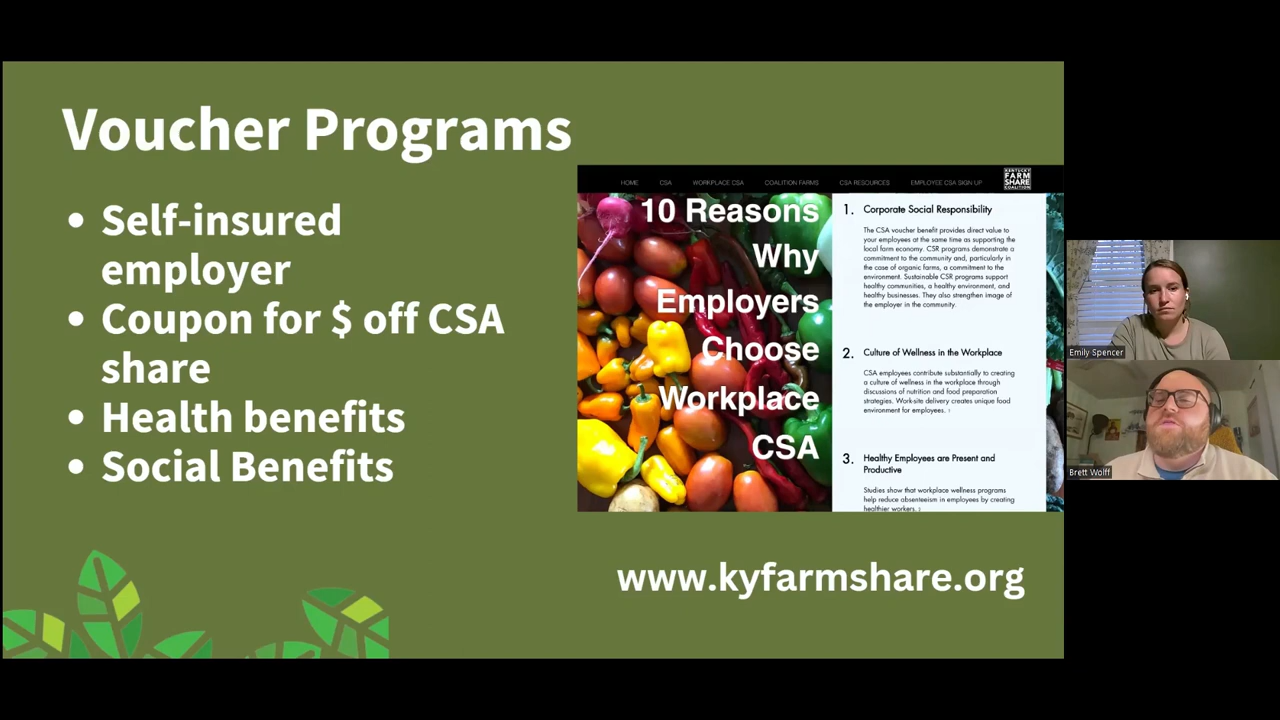 Voucher Programs
• Self-insured
employer
• Coupon for $ off CSA
share
• Health benefits
• Social Benefits
HOME CSA WORKPLACE CSA COALITION FARMS CSA RESOURCES EMPLOYEE CSA SIGN UP
KENTUCKY
FARM
SHARE
COALITION
10 Reasons
Why
Employers
Choose
Workplace
CSA
1. Corporate Social Responsibility
The CSA voucher benefit provides direct value to
your employees at the same time as supporting the
local farm economy. CSR programs demonstrate a
commitment to the community and, particularly in
the case of organic farms, a commitment to the
environment. Sustainable CSR programs support
healthy communities, a healthy environment, and
healthy businesses. They also strengthen image of
the employer in the community.
2. Culture of Wellness in the Workplace
CSA employees contribute substantially to creating
a culture of wellness in the workplace through
discussions of nutrition and food preparation
strategies. Work-site delivery creates unique food
environment for employees. 1
3. Healthy Employees are Present and
Productive
Studies show that workplace wellness programs
help reduce absenteeism in employees by creating
healthier workers. 2
www.kyfarmshare.org
Emily Spencer
Brett Wolff